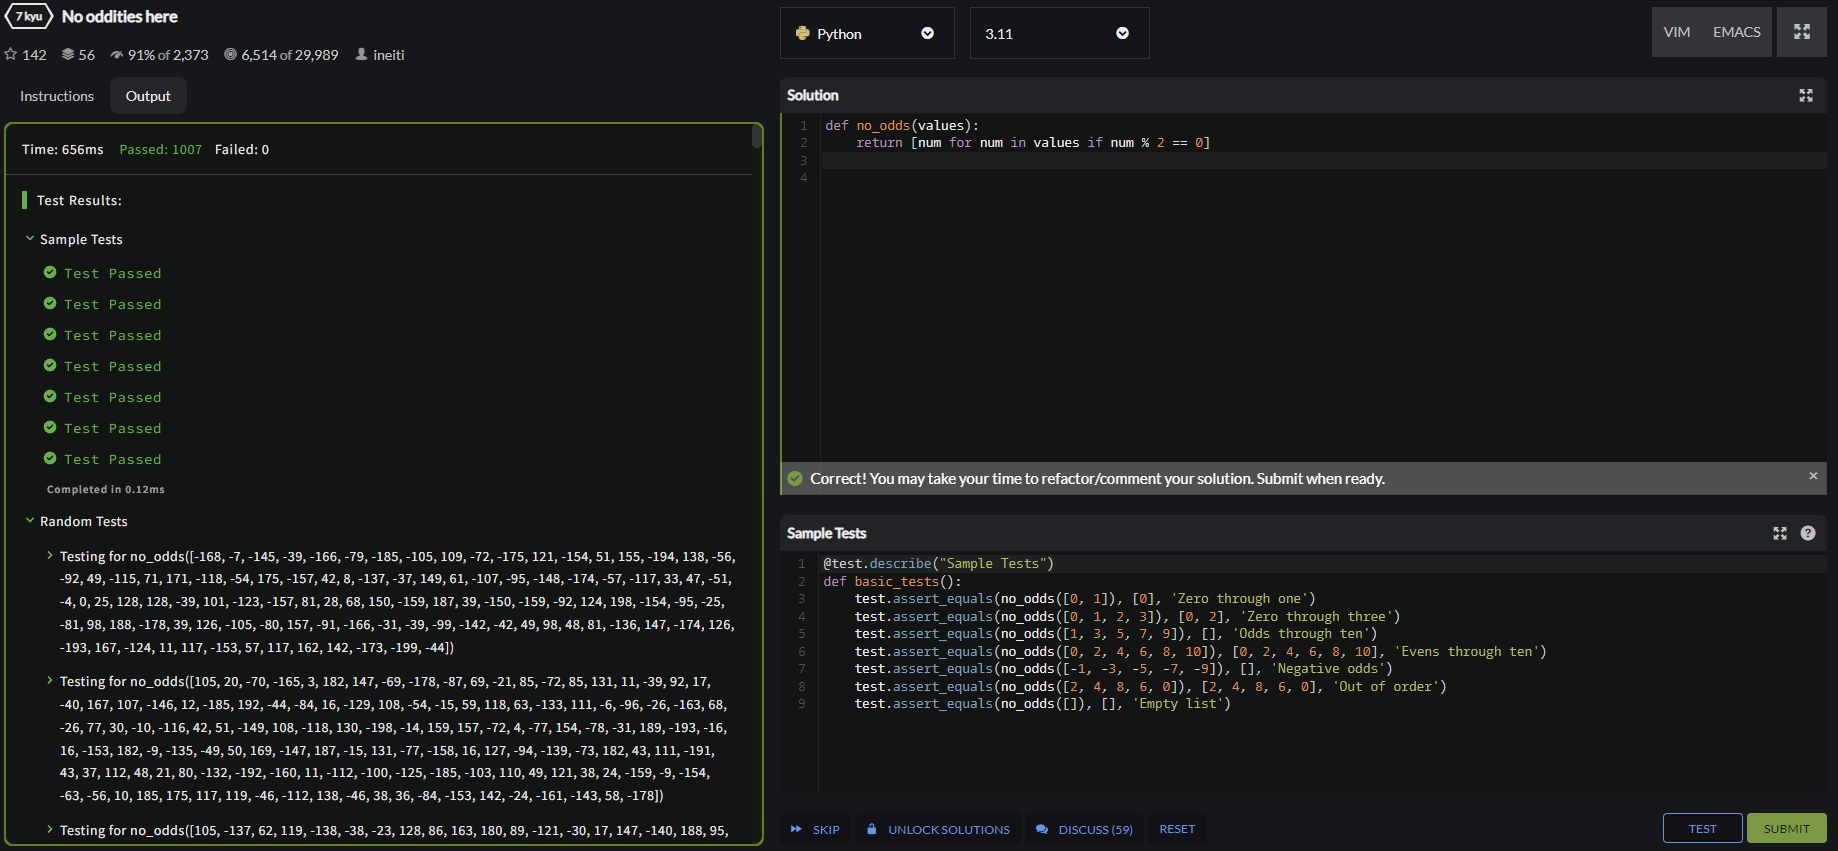 7 kyu No oddities here
142 56 91% of 2,373 6,514 of 29,989 ineiti
Instructions Output
Time: 656ms Passed: 1007 Failed: 0
Test Results:
Sample Tests
Test Passed
Test Passed
Test Passed
Test Passed
Test Passed
Test Passed
Test Passed
Completed in 0.12ms
Random Tests
Testing for no_odds([-168, -7, -145, -39, -166, -79, -185, -105, 109, -72, -175, 121, -154, 51, 155, -194, 138, -56,
-92, 49, -115, 71, 171, -118, -54, 175, -157, 42, 8, -137, -37, 149, 61, -107, -95, -148, -174, -57, -117, 33, 47, -51,
-4, 0, 25, 128, 128, -39, 101, -123, -157, 81, 28, 68, 150, -159, 187, 39, -150, -159, -92, 124, 198, -154, -95, -25,
-81, 98, 188, -178, 39, 126, -105, -80, 157, -91, -166, -31, -39, -99, -142, -42, 49, 98, 48, 81, -136, 147, -174, 126,
-193, 167, -124, 11, 117, -153, 57, 117, 162, 142, -173, -199, -44])
Testing for no_odds([105, 20, -70, -165, 3, 182, 147, -69, -178, -87, 69, -21, 85, -72, 85, 131, 11, -39, 92, 17,
-40, 167, 107, -146, 12, -185, 192, -44, -84, 16, -129, 108, -54, -15, 59, 118, 63, -133, 111, -6, -96, -26, -163, 68,
-26, 77, 30, -10, -116, 42, 51, -149, 108, -118, 130, -198, -14, 159, 157, -72, 4, -77, 154, -78, -31, 189, -193, -16,
16, -153, 182, -9, -135, -49, 50, 169, -147, 187, -15, 131, -77, -158, 16, 127, -94, -139, -73, 182, 43, 111, -191,
43, 37, 112, 48, 21, 80, -132, -192, -160, 11, -112, -100, -125, -185, -103, 110, 49, 121, 38, 24, -159, -9, -154,
-63, -56, 10, 185, 175, 117, 119, -46, -112, 138, -46, 38, 36, -84, -153, 142, -24, -161, -143, 58, -178])
Testing for no_odds([105, -137, 62, 119, -138, -38, -23, 128, 86, 163, 180, 89, -121, -30, 17, 147, -140, 188, 95,
Python 3.11 VIM EMACS
Solution
1 def no_odds(values):
2 return [num for num in values if num % 2 == 0]
3
4
Correct! You may take your time to refactor/comment your solution. Submit when ready. ×
Sample Tests ?
1 @test.describe("Sample Tests")
2 def basic_tests():
3 test.assert_equals(no_odds([0, 1]), [0], 'Zero through one')
4 test.assert_equals(no_odds([0, 1, 2, 3]), [0, 2], 'Zero through three')
5 test.assert_equals(no_odds([1, 3, 5, 7, 9]), [], 'Odds through ten')
6 test.assert_equals(no_odds([0, 2, 4, 6, 8, 10]), [0, 2, 4, 6, 8, 10], 'Evens through ten')
7 test.assert_equals(no_odds([-1, -3, -5, -7, -9]), [], 'Negative odds')
8 test.assert_equals(no_odds([2, 4, 8, 6, 0]), [2, 4, 8, 6, 0], 'Out of order')
9 test.assert_equals(no_odds([]), [], 'Empty list')
SKIP UNLOCK SOLUTIONS DISCUSS (59) RESET TEST SUBMIT